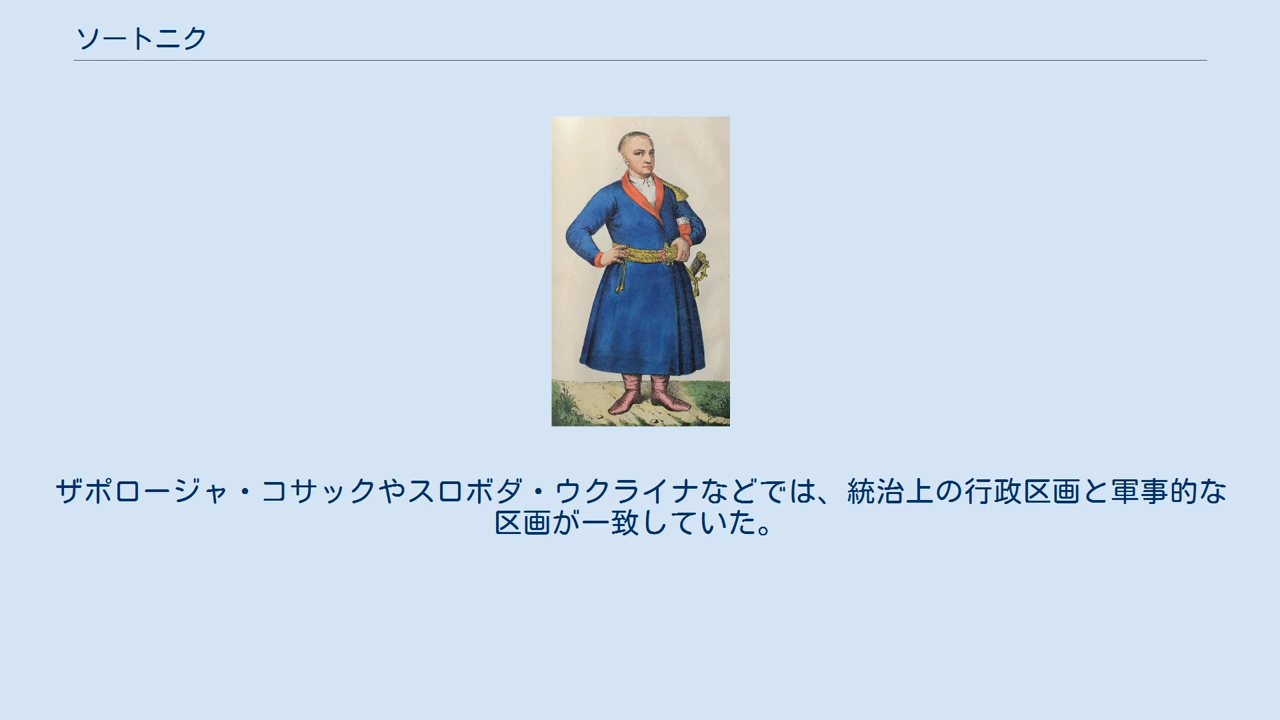 ソートニク
ザポロージャ・コサックやスロボダ・ウクライナなどでは、統治上の行政区画と軍事的な
区画が一致していた。